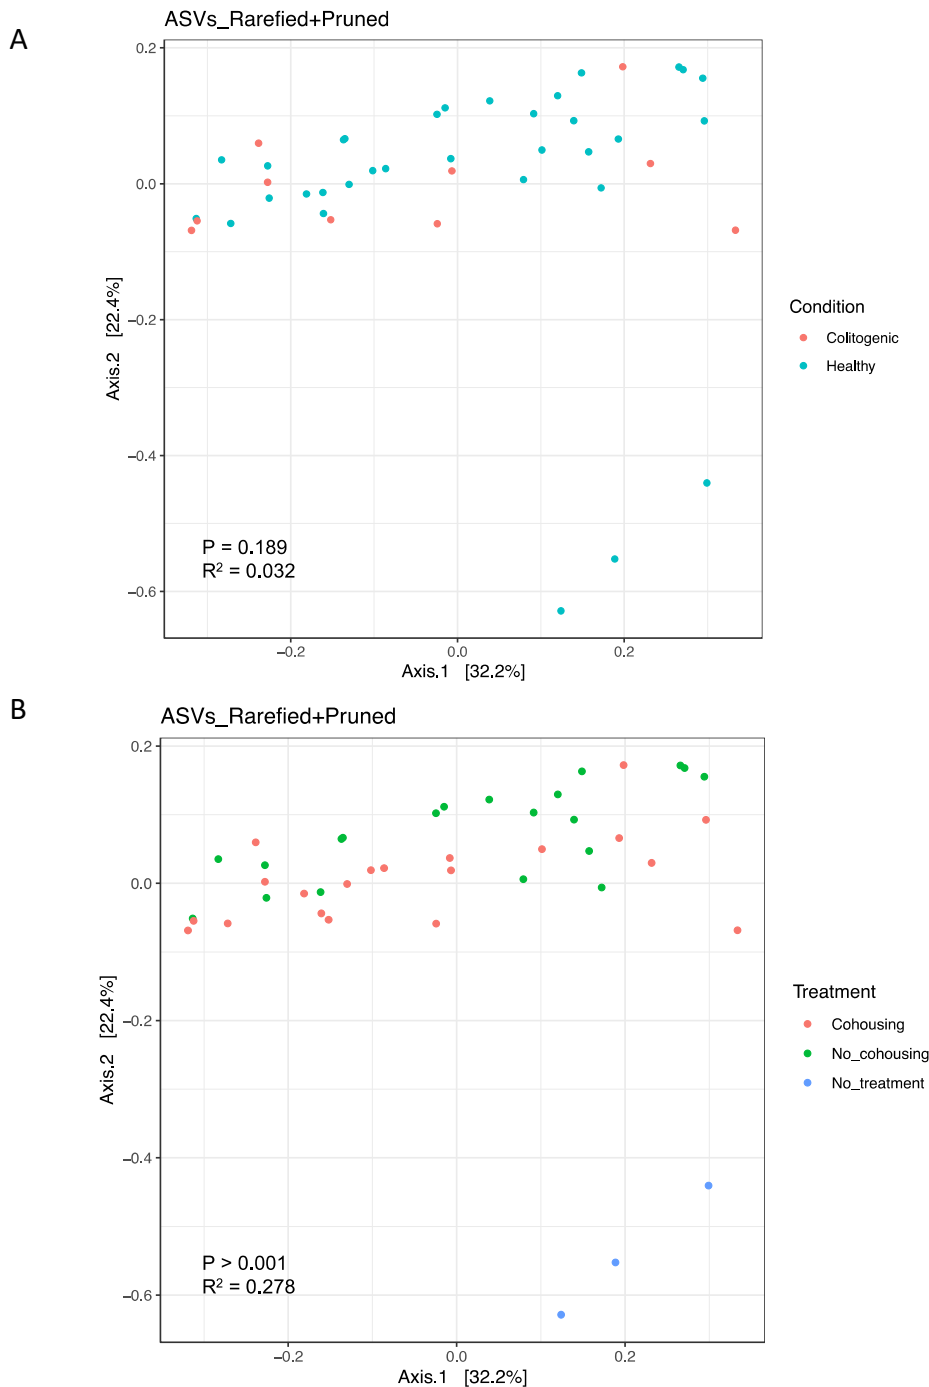 A
ASVs_Rarefied+Pruned
0.2
0.0
−0.2
−0.4
−0.6
Axis.2 [22.4%]
P = 0.189
R² = 0.032
−0.2
0.0
0.2
Axis.1 [32.2%]
Condition
Colitogenic
Healthy
B
ASVs_Rarefied+Pruned
0.2
0.0
−0.2
−0.4
−0.6
Axis.2 [22.4%]
P > 0.001
R² = 0.278
−0.2
0.0
0.2
Axis.1 [32.2%]
Treatment
Cohousing
No_cohousing
No_treatment